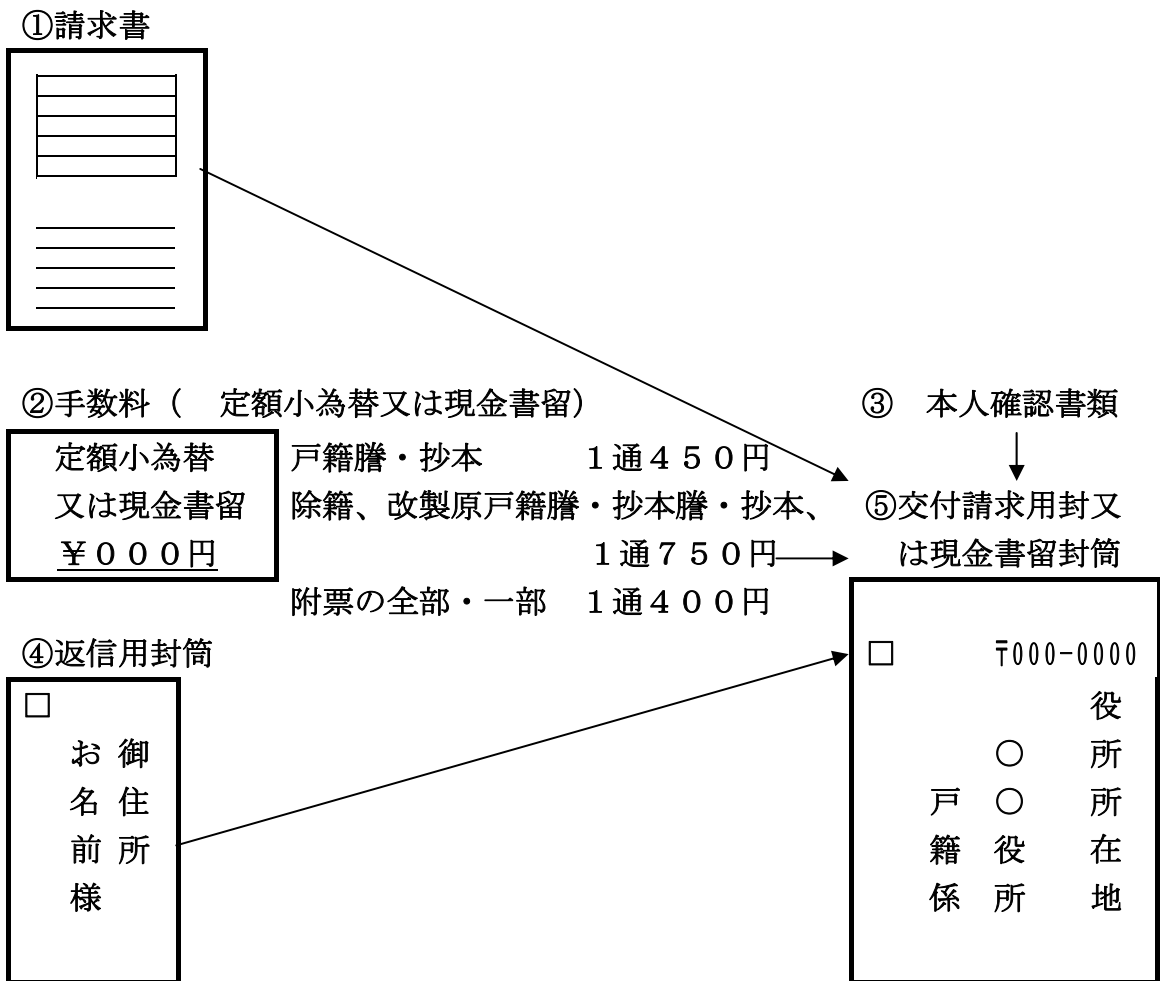 ①請求書
②手数料（　定額小為替又は現金書留）
定額小為替
又は現金書留
￥０００円
戸籍謄・抄本　１通４５０円
除籍、改製原戸籍謄・抄本謄・抄本、
１通７５０円
附票の全部・一部　１通４００円
③　本人確認書類
⑤交付請求用封又
は現金書留封筒
④返信用封筒
□
御住所
お名前様
□　〒000-0000
役所所在地
○○役所
戸籍係